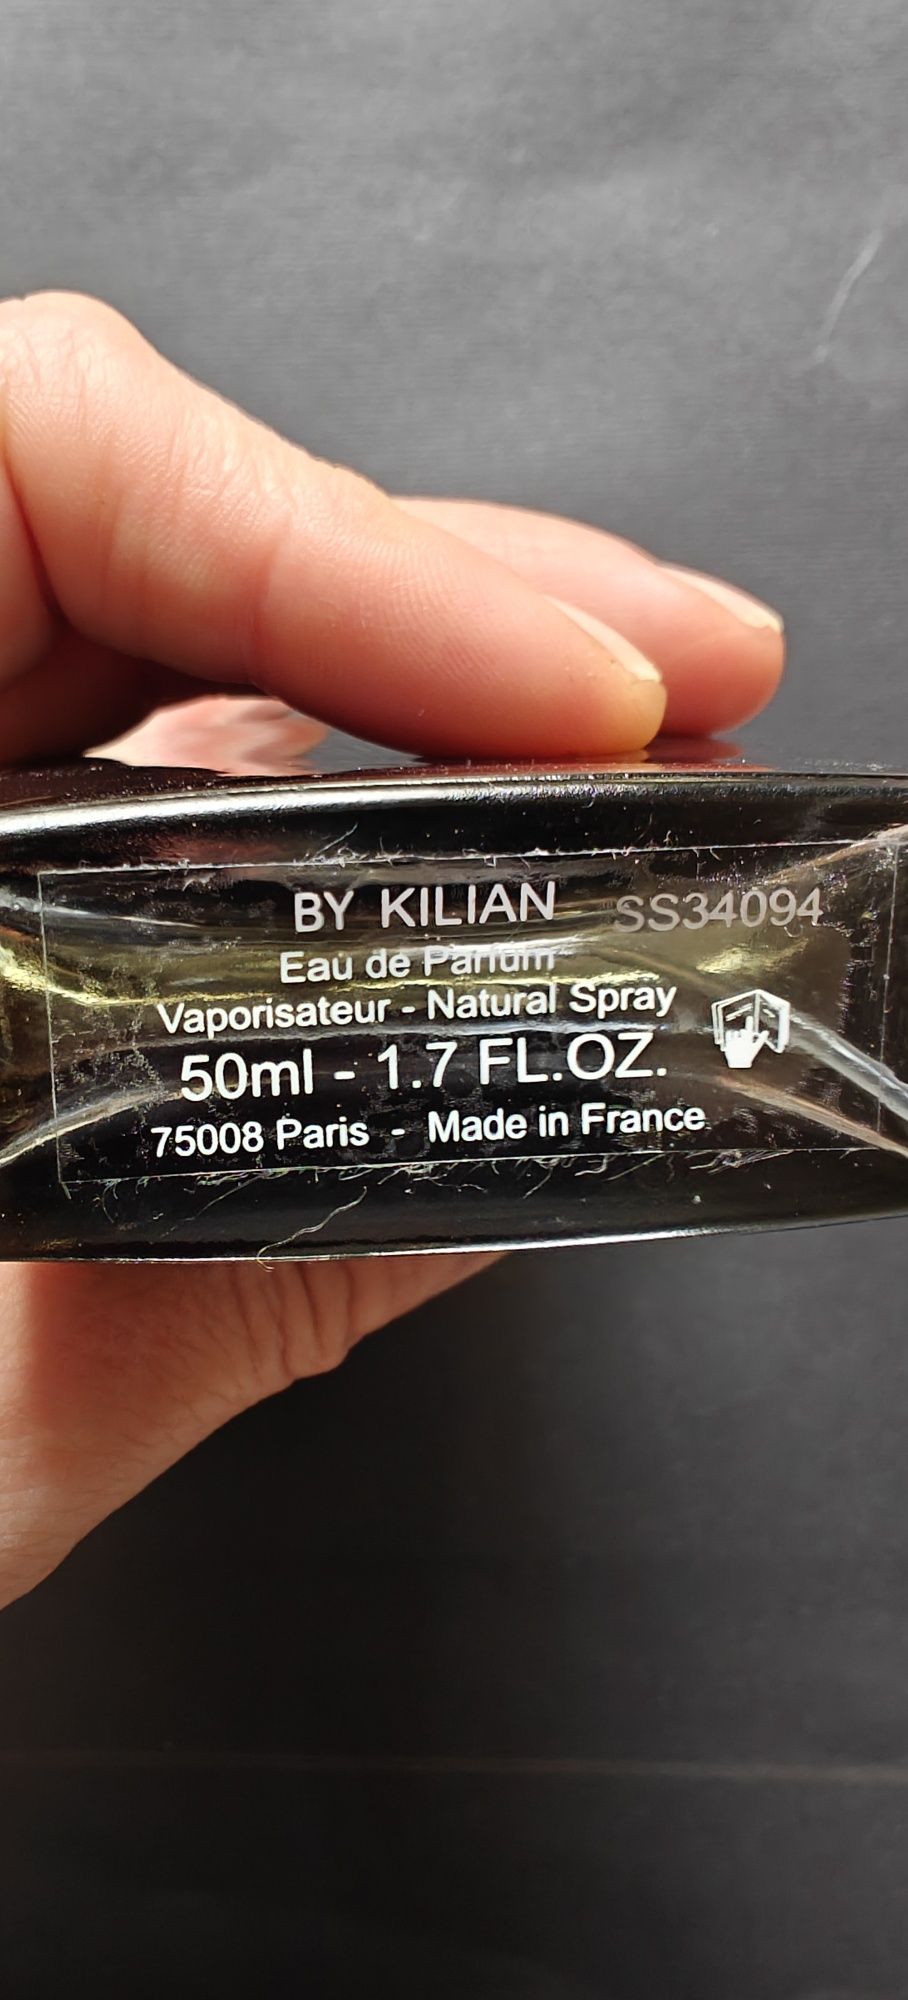 BY KILIAN SS34094
Eau de Parfum
Vaporisateur - Natural Spray
50ml - 1.7 FL.OZ.
75008 Paris - Made in France